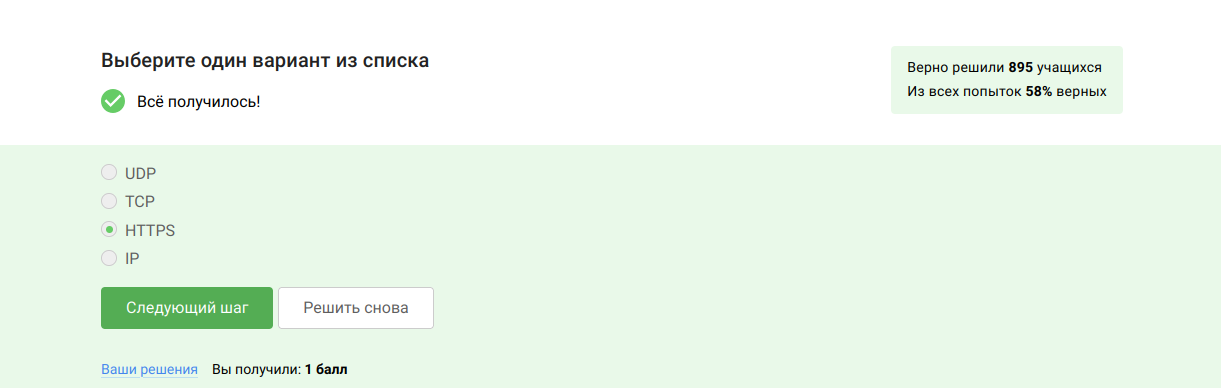 Выберите один вариант из списка
Всё получилось!
Верно решили 895 учащихся
Из всех попыток 58% верных
UDP
TCP
HTTPS
IP
Следующий шаг Решить снова
Ваши решения Вы получили: 1 балл